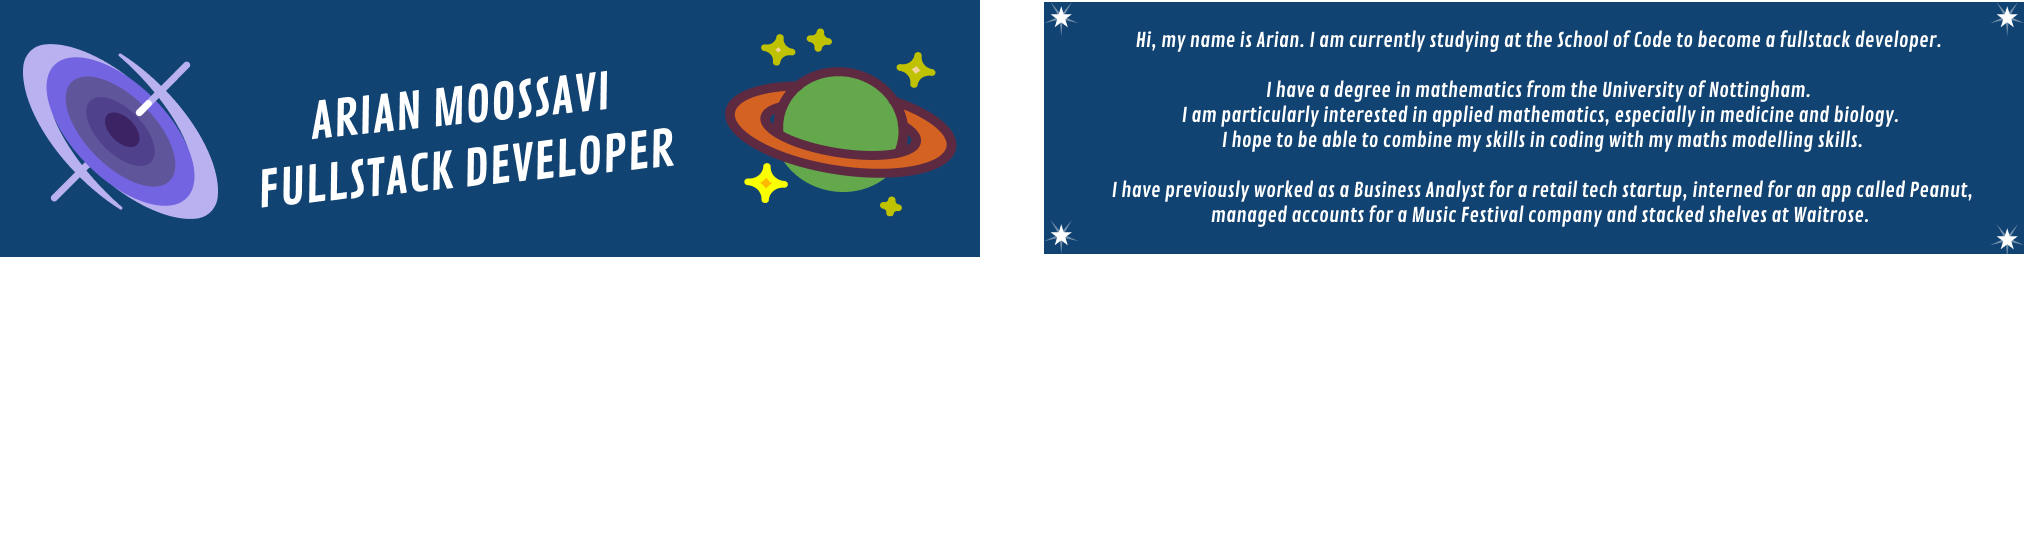 ARIAN MOOSSAVI
FULLSTACK DEVELOPER
Hi, my name is Arian. I am currently studying at the School of Code to become a fullstack developer.
I have a degree in mathematics from the University of Nottingham.
I am particularly interested in applied mathematics, especially in medicine and biology.
I hope to be able to combine my skills in coding with my maths modelling skills.
I have previously worked as a Business Analyst for a retail tech startup, interned for an app called Peanut,
managed accounts for a Music Festival company and stacked shelves at Waitrose.